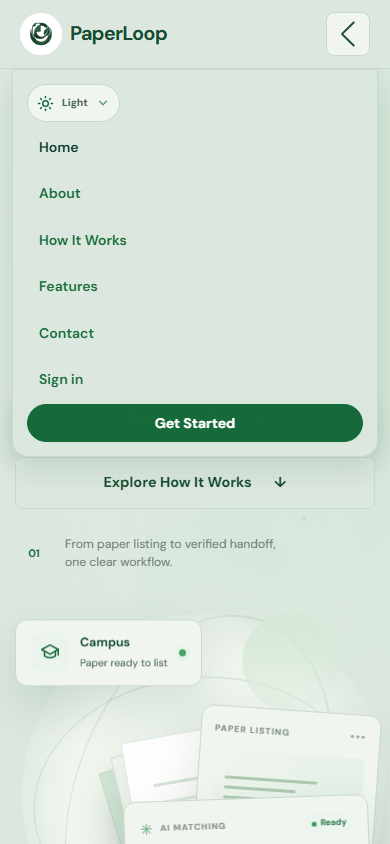 PaperLoop
Light
Home
About
How It Works
Features
Contact
Sign in
Get Started
Explore How It Works
01
From paper listing to verified handoff,
one clear workflow.
Campus
Paper ready to list
PAPER LISTING
AI MATCHING
Ready